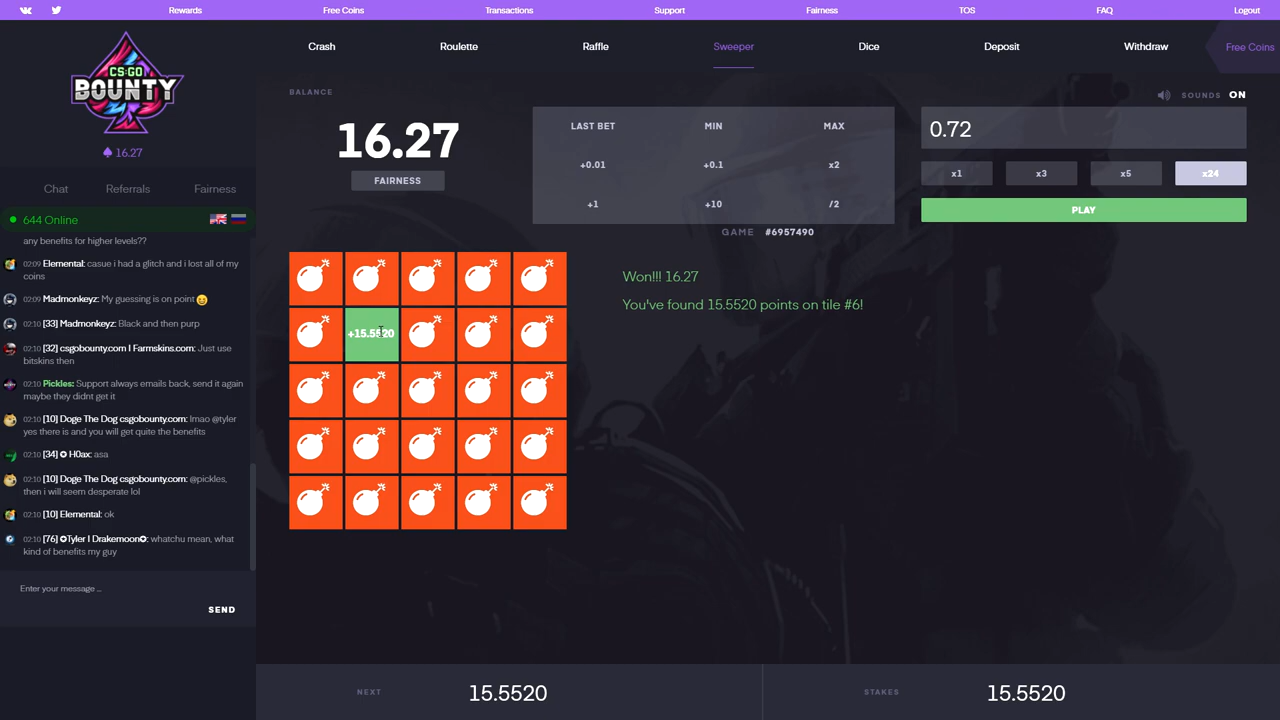 Rewards
Free Coins
Transactions
Support
Fairness
TOS
FAQ
Logout
CS:GO
BOUNTY
16.27
Crash
Roulette
Raffle
Sweeper
Dice
Deposit
Withdraw
Free Coins
Chat
Referrals
Fairness
644 Online
any benefits for higher levels??
02:09 Elemental: casue i had a glitch and i lost all of my
coins
02:09 Madmonkeyz: My guessing is on point
02:10 [33] Madmonkeyz: Black and then purp
02:10 [32] csgobounty.com I Farmskins.com: Just use
bitskins then
02:10 Pickles: Support always emails back, send it again
maybe they didnt get it
02:10 [10] Doge The Dog csgobounty.com: lmao @tyler
yes there is and you will get quite the benefits
02:10 [34] ✪ H0ax: asa
02:10 [10] Doge The Dog csgobounty.com: @pickles,
then i will seem desperate lol
02:10 [10] Elemental: ok
02:10 [76] ✪Tyler I Drakemoon✪: whatchu mean, what
kind of benefits my guy
Enter your message ...
SEND
BALANCE
16.27
FAIRNESS
LAST BET
MIN
MAX
+0.01
+0.1
x2
+1
+10
/2
SOUNDS ON
0.72
x1
x3
x5
x24
PLAY
GAME #6957490
+15.5520
Won!!! 16.27
You've found 15.5520 points on tile #6!
NEXT
15.5520
STAKES
15.5520